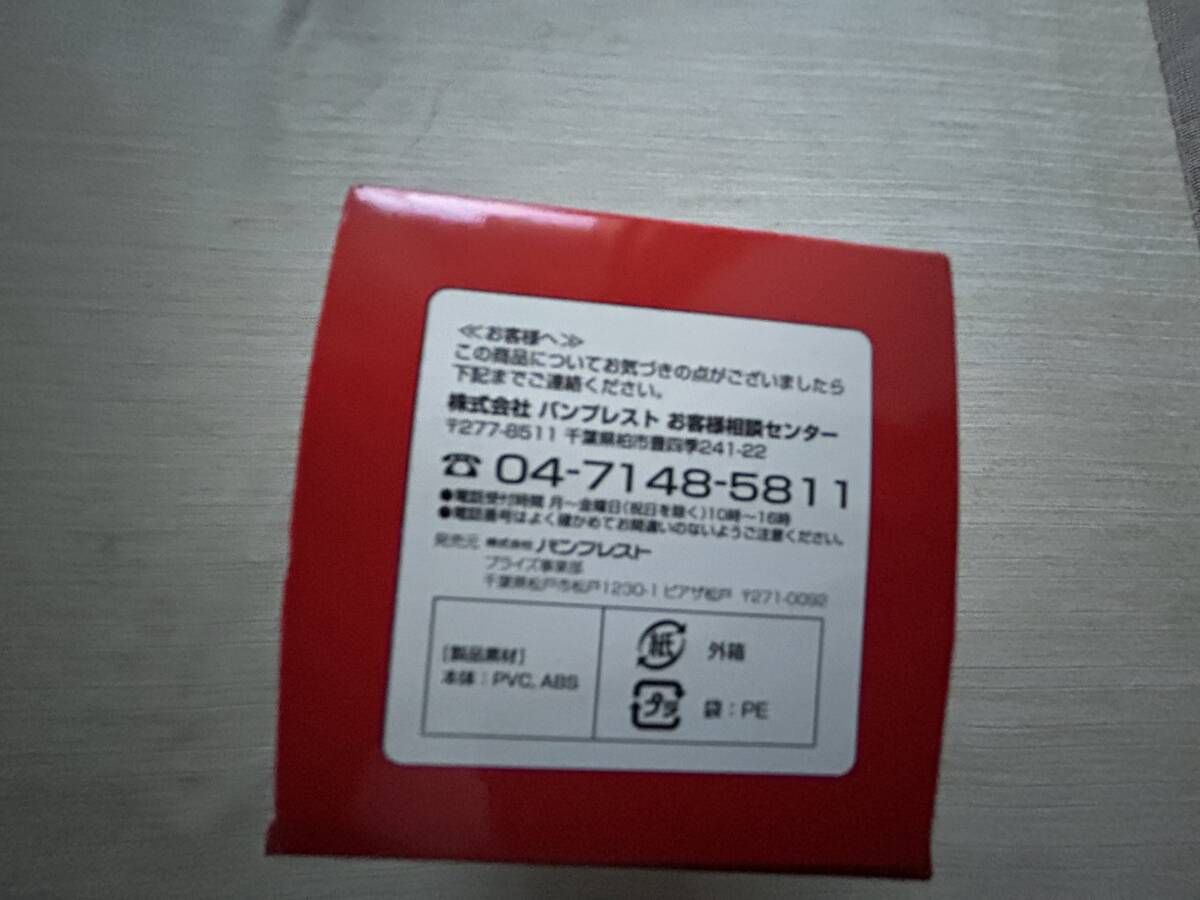 ≪お客様へ≫
この商品についてお気づきの点がございましたら
下記までご連絡ください。
株式会社 バンプレスト お客様相談センター
〒277-8511 千葉県柏市豊四季241-22
☎ 04-7148-5811
●電話受付時間 月～金曜日(祝日を除く)10時～16時
●電話番号はよく確かめてお間違いのないようご注意ください。
発売元 株式会社 バンプレスト
プライズ事業部
千葉県松戸市松戸1230-1 ピアザ松戸 〒271-0092
[製品素材]
本体：PVC, ABS
紙 外箱
プラ 袋：PE